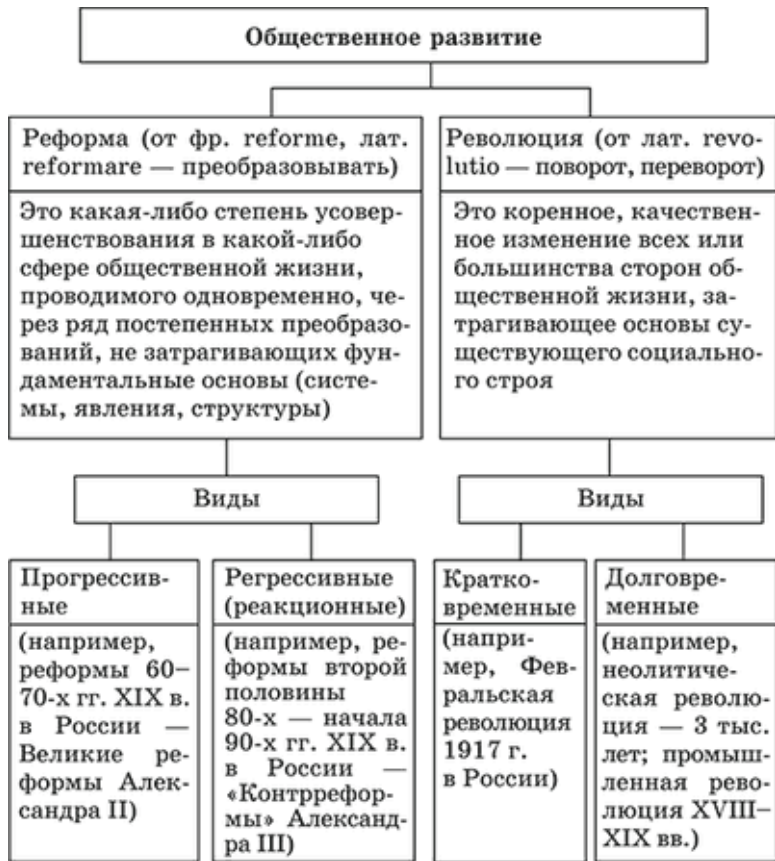 Общественное развитие
Реформа (от фр. reforme, лат.
reformare — преобразовывать)
Это какая-либо степень усовер-
шенствования в какой-либо
сфере общественной жизни,
проводимого одновременно, че-
рез ряд постепенных преобразо-
ваний, не затрагивающих фун-
даментальные основы (систе-
мы, явления, структуры)
Революция (от лат. revo-
lutio — поворот, переворот)
Это коренное, качествен-
ное изменение всех или
большинства сторон об-
щественной жизни, за-
трагивающее основы су-
ществующего социально-
го строя
Виды
Прогрессив-
ные
(например,
реформы 60–
70-х гг. XIX в.
в России —
Великие ре-
формы Алек-
сандра II)
Регрессивные
(реакционные)
(например, ре-
формы второй
половины
80-х — начала
90-х гг. XIX в.
в России —
«Контррефор-
мы» Александ-
ра III)
Виды
Кратко-
временные
(напри-
мер, Фев-
ральская
революция
1917 г.
в России)
Долговре-
менные
(например,
неолитиче-
ская револю-
ция — 3 тыс.
лет; промыш-
ленная рево-
люция XVIII–
XIX вв.)